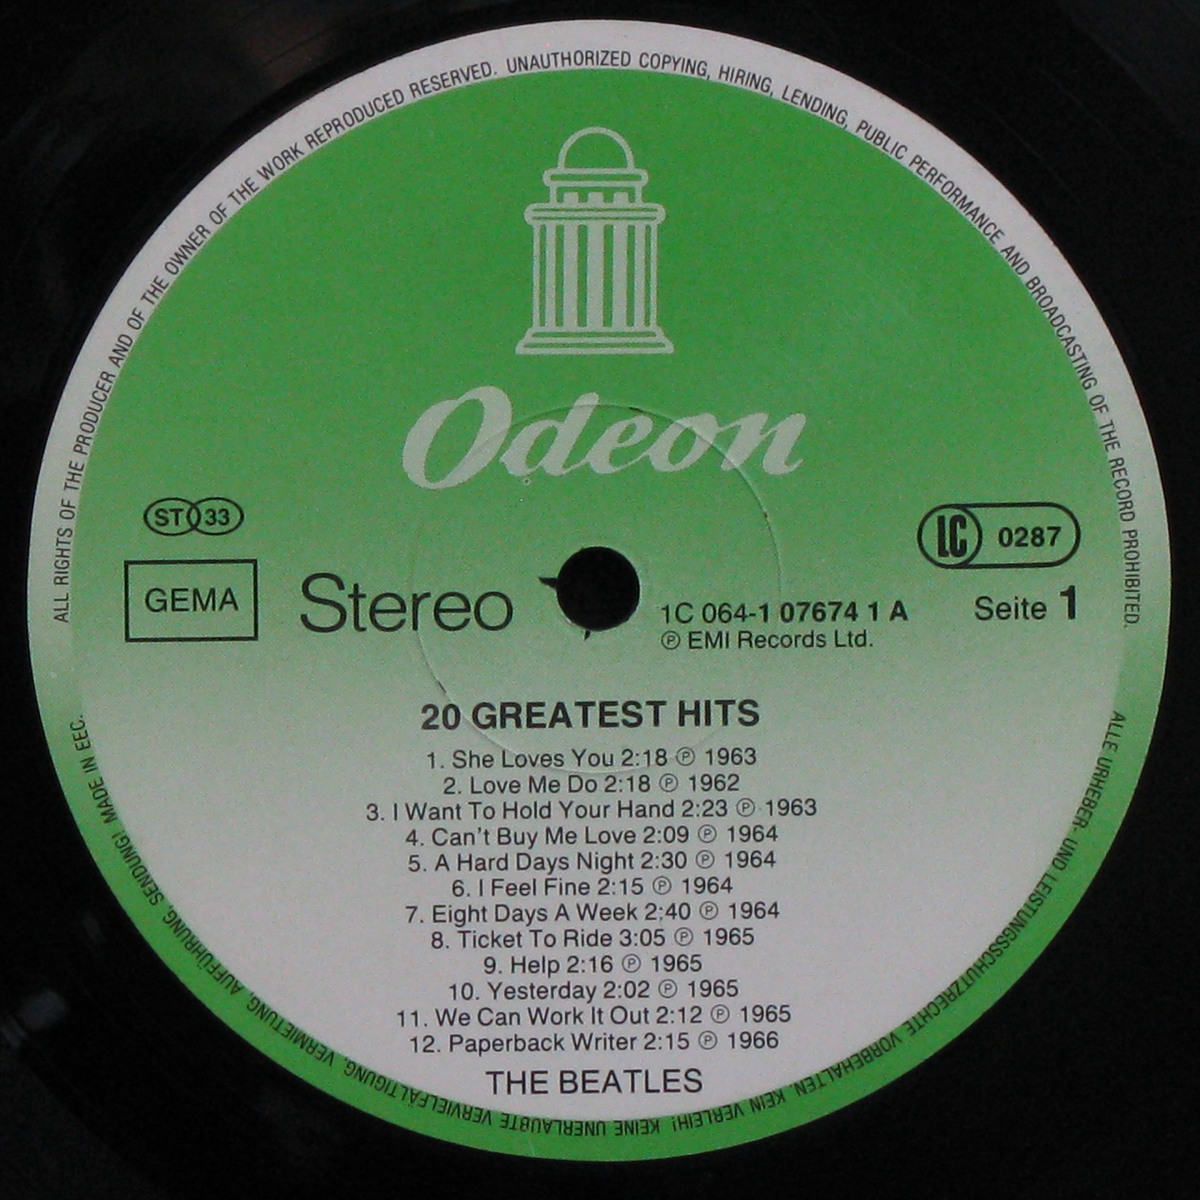 ALL RIGHTS OF THE PRODUCER AND OF THE OWNER OF THE WORK REPRODUCED RESERVED. UNAUTHORIZED COPYING, HIRING, LENDING, PUBLIC PERFORMANCE AND BROADCASTING OF THE RECORD PROHIBITED.
Odeon
ST 33
LC 0287
GEMA
Stereo
1C 064-1 07674 1 A
Seite 1
℗ EMI Records Ltd.
20 GREATEST HITS
1. She Loves You 2:18 ℗ 1963
2. Love Me Do 2:18 ℗ 1962
3. I Want To Hold Your Hand 2:23 ℗ 1963
4. Can't Buy Me Love 2:09 ℗ 1964
5. A Hard Days Night 2:30 ℗ 1964
6. I Feel Fine 2:15 ℗ 1964
7. Eight Days A Week 2:40 ℗ 1964
8. Ticket To Ride 3:05 ℗ 1965
9. Help 2:16 ℗ 1965
10. Yesterday 2:02 ℗ 1965
11. We Can Work It Out 2:12 ℗ 1965
12. Paperback Writer 2:15 ℗ 1966
THE BEATLES
ALLE URHEBER- UND LEISTUNGSSCHUTZRECHTE VORBEHALTEN. KEIN VERLEIH! KEINE UNERLAUBTE VERVIELFÄLTIGUNG, VERMIETUNG, AUFFÜHRUNG, SENDUNG! MADE IN EEC.